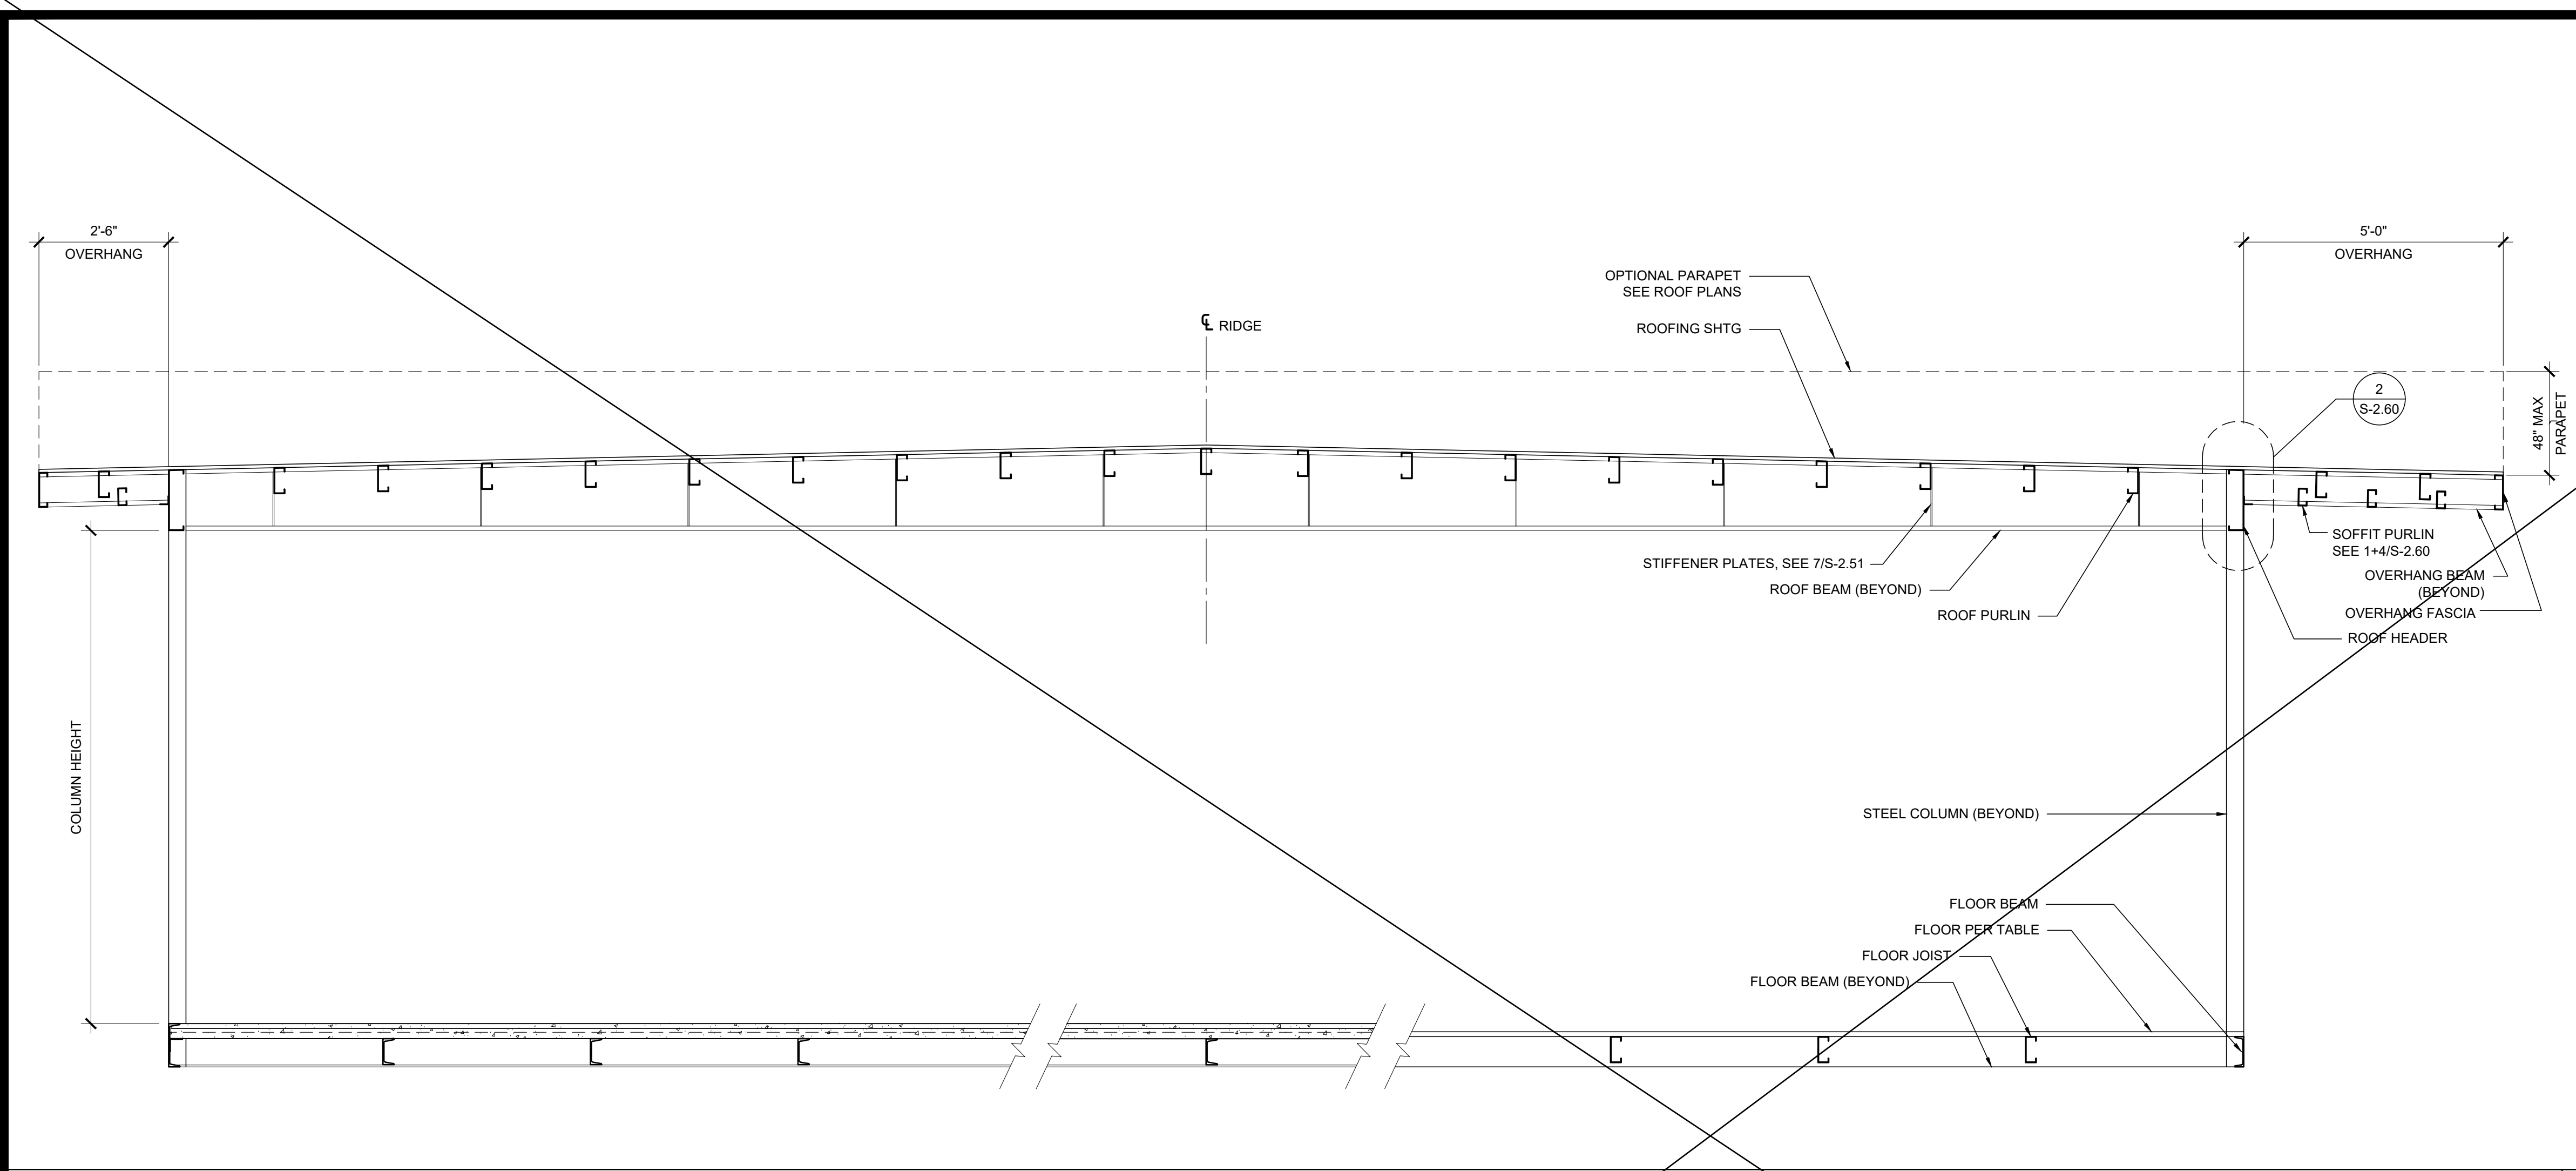 2'-6"
OVERHANG
5'-0"
OVERHANG
OPTIONAL PARAPET
SEE ROOF PLANS
℄ RIDGE
ROOFING SHTG
2
S-2.60
48" MAX
PARAPET
SOFFIT PURLIN
SEE 1+4/S-2.60
STIFFENER PLATES, SEE 7/S-2.51
OVERHANG BEAM
(BEYOND)
ROOF BEAM (BEYOND)
OVERHANG FASCIA
ROOF PURLIN
ROOF HEADER
COLUMN HEIGHT
STEEL COLUMN (BEYOND)
FLOOR BEAM
FLOOR PER TABLE
FLOOR JOIST
FLOOR BEAM (BEYOND)